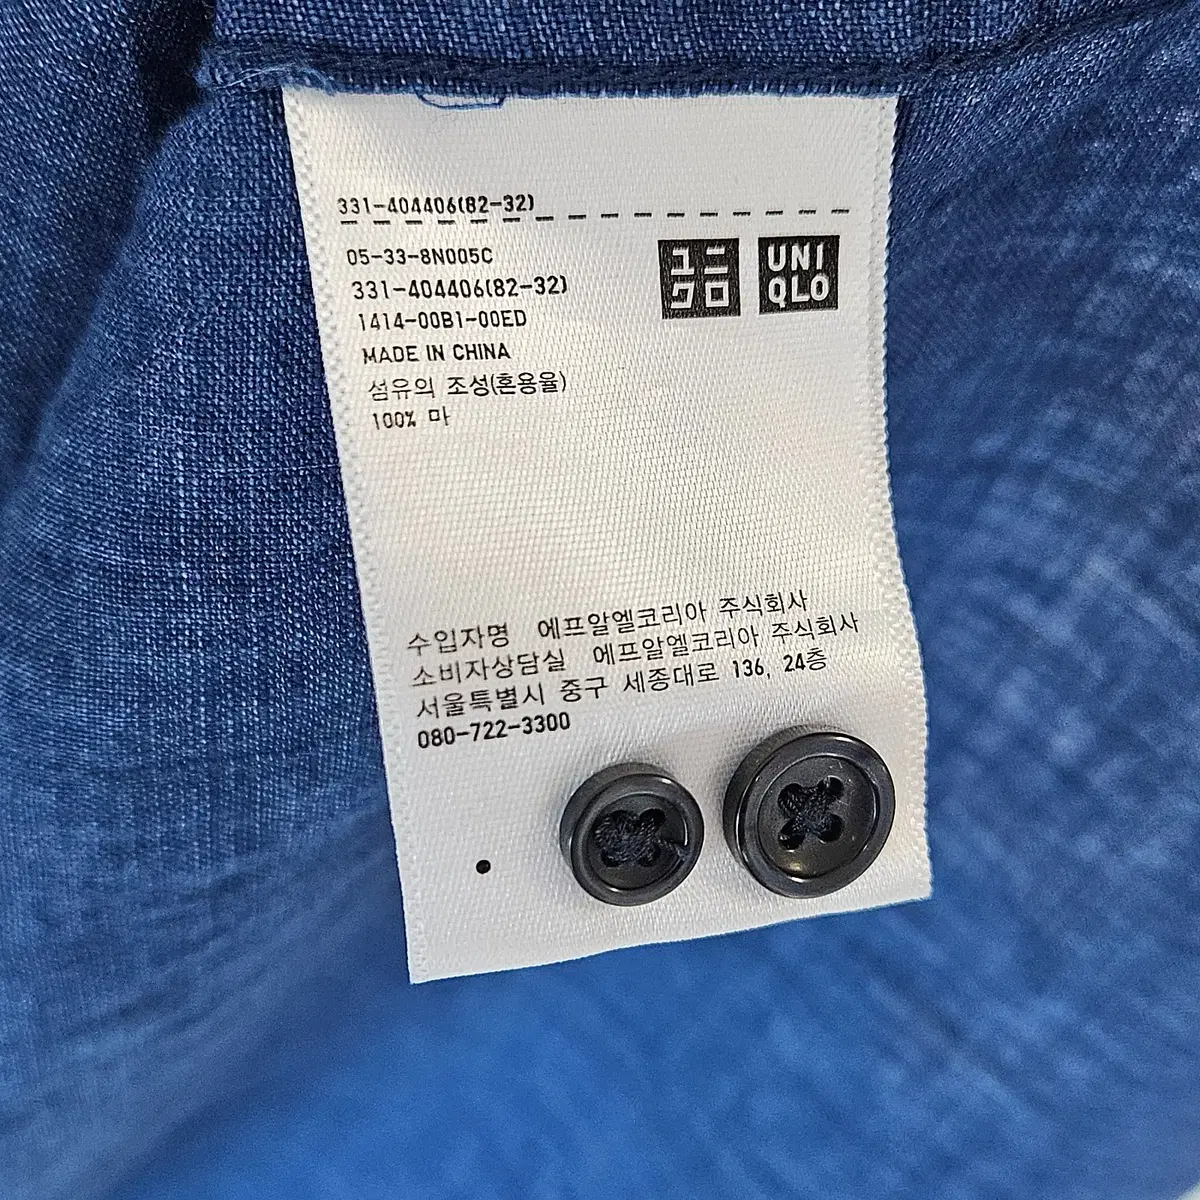 331-404406(82-32)
05-33-8N005C
331-404406(82-32)
1414-00B1-00ED
MADE IN CHINA
섬유의 조성(혼용율)
100% 마
ユニ
クロ
UNI
QLO
수입자명 에프알엘코리아 주식회사
소비자상담실 에프알엘코리아 주식회사
서울특별시 중구 세종대로 136, 24층
080-722-3300